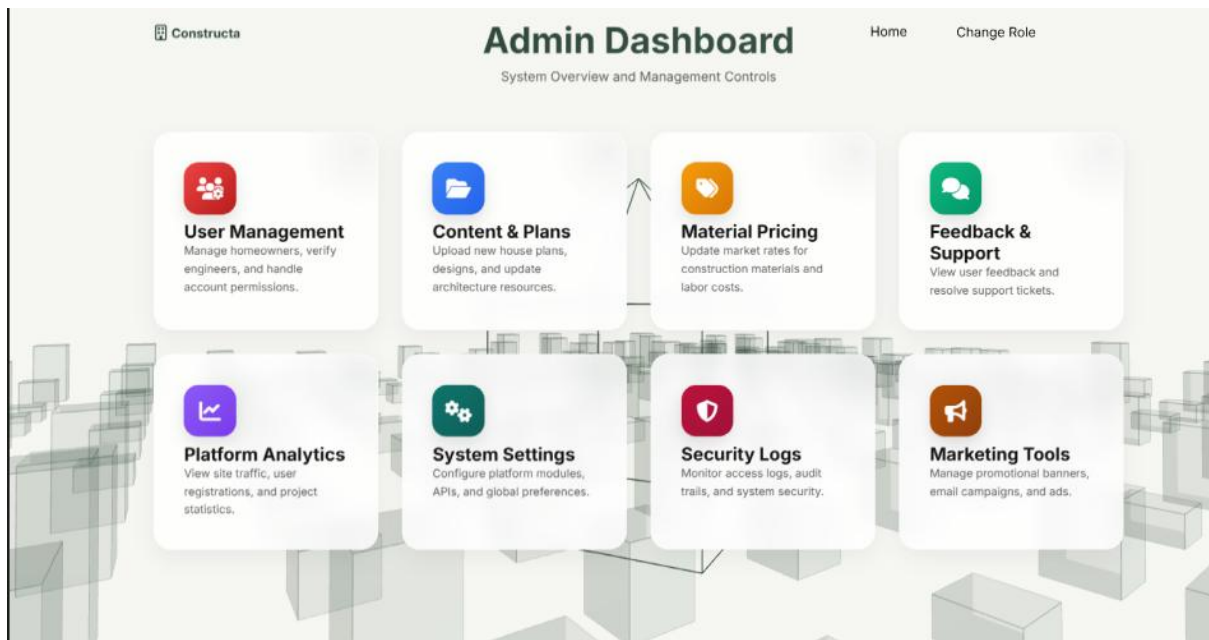 Constructa
Admin Dashboard
Home
Change Role
System Overview and Management Controls
User Management
Manage homeowners, verify
engineers, and handle
account permissions.
Content & Plans
Upload new house plans,
designs, and update
architecture resources.
Material Pricing
Update market rates for
construction materials and
labor costs.
Feedback &
Support
View user feedback and
resolve support tickets.
Platform Analytics
View site traffic, user
registrations, and project
statistics.
System Settings
Configure platform modules,
APIs, and global preferences.
Security Logs
Monitor access logs, audit
trails, and system security.
Marketing Tools
Manage promotional banners,
email campaigns, and ads.